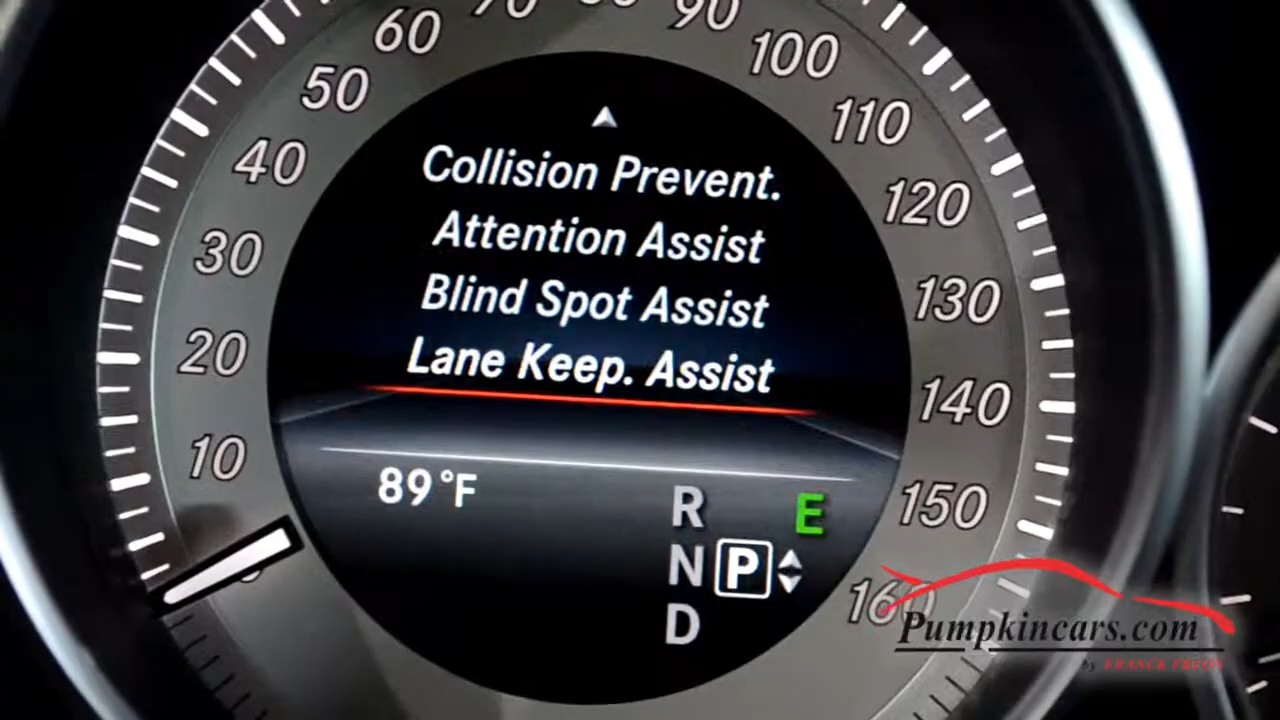 60
90
50
100
40
110
30
120
20
130
10
140
150
160
Collision Prevent.
Attention Assist
Blind Spot Assist
Lane Keep. Assist
89°F
R
E
N P
D
Pumpkincars.com
by